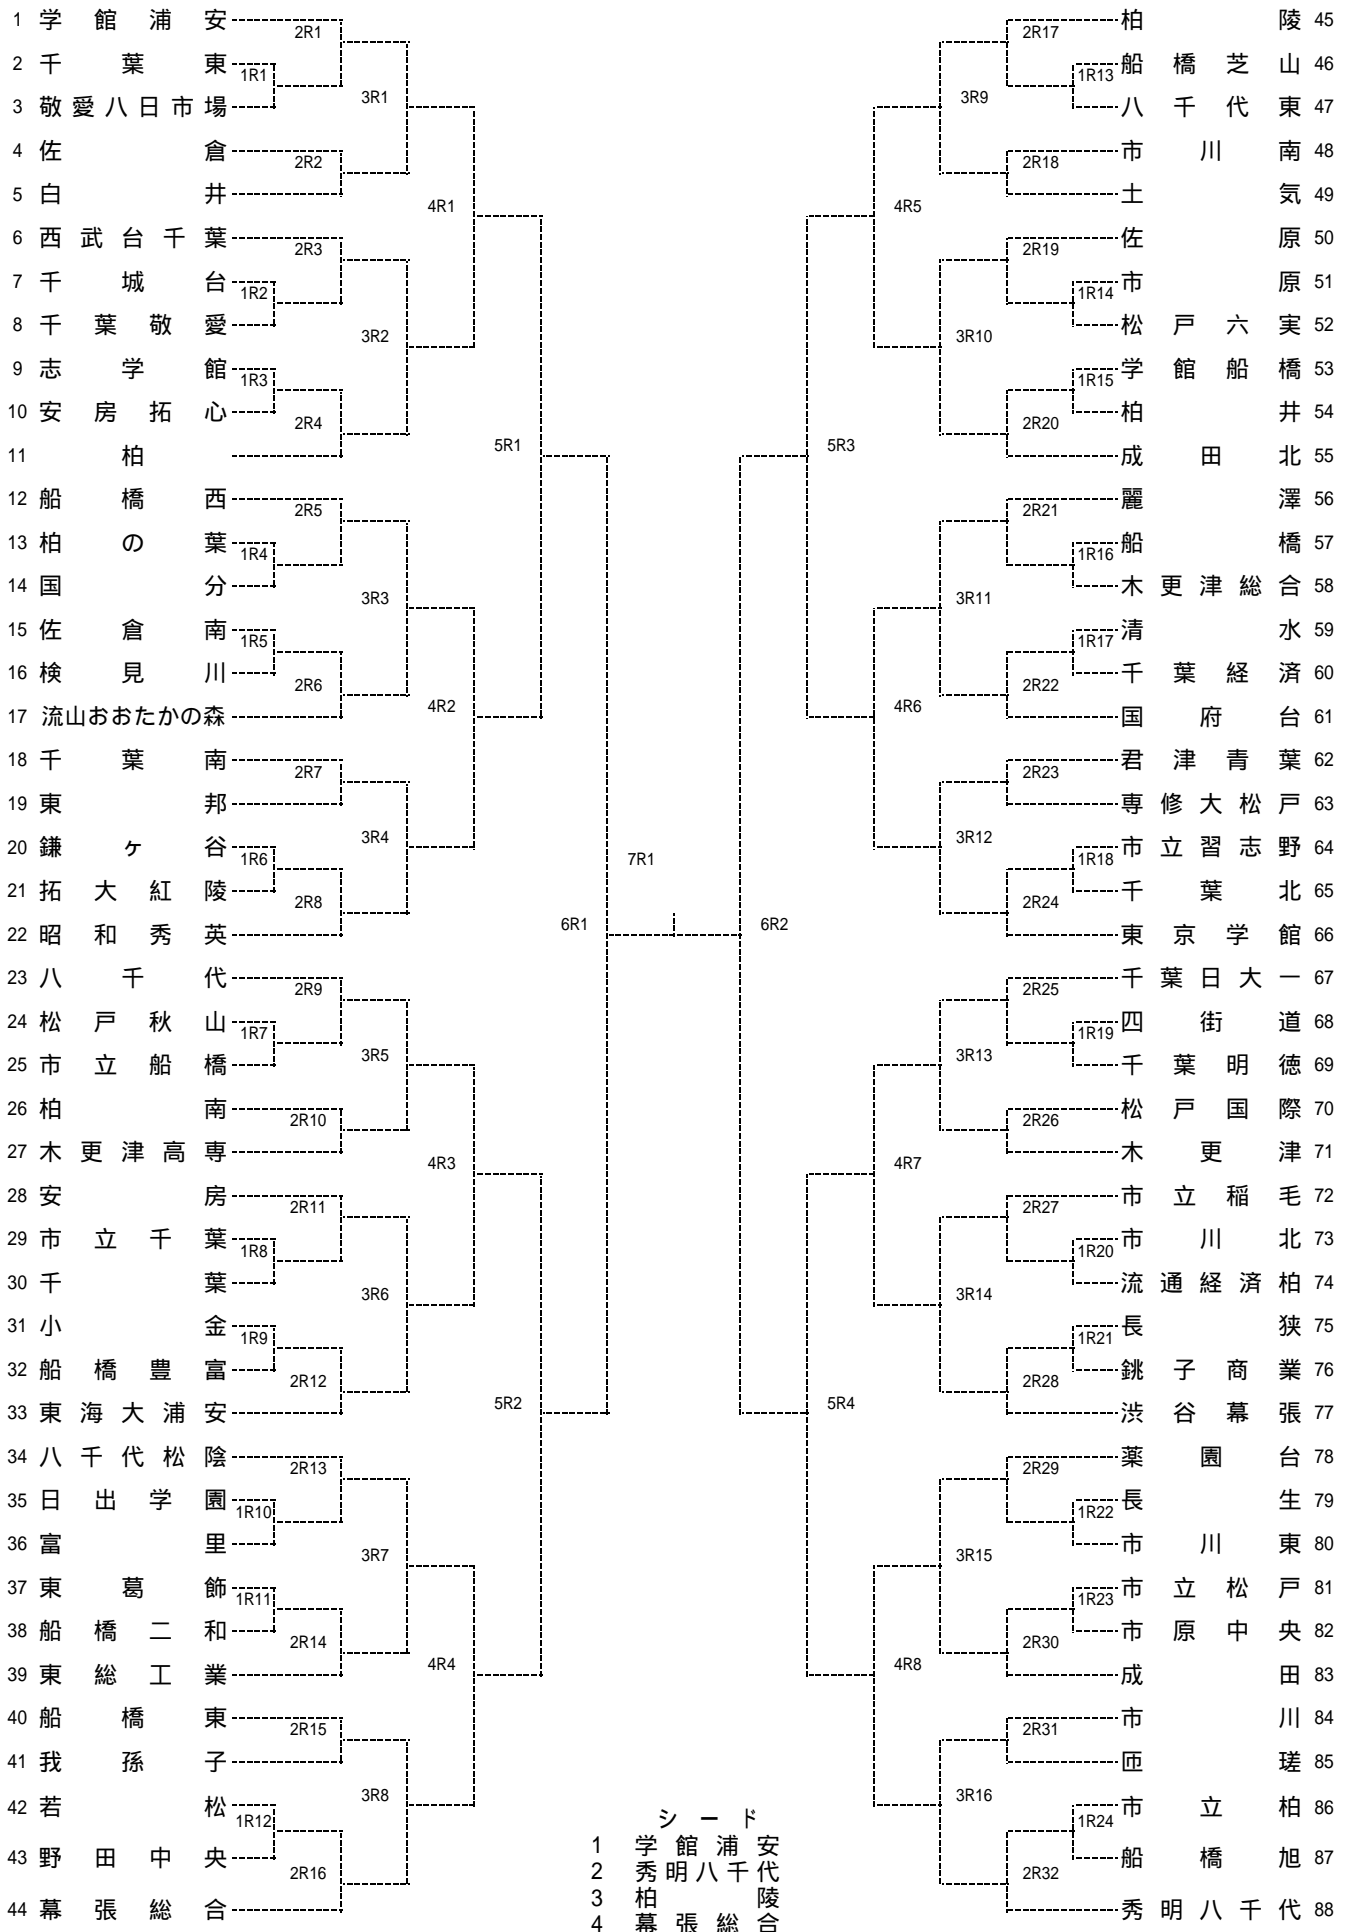 1 学館浦安
2 千葉東
3 敬愛八日市場
4 佐倉
5 白井
6 西武台千葉
7 千城台
8 千葉敬愛
9 志学館
10 安房拓心
11 柏
12 船橋西
13 柏の葉
14 国分
15 佐倉南
16 検見川
17 流山おおたかの森
18 千葉南
19 東邦
20 鎌ヶ谷
21 拓大紅陵
22 昭和秀英
23 八千代
24 松戸秋山
25 市立船橋
26 柏南
27 木更津高専
28 安房
29 市立千葉
30 千葉
31 小金
32 船橋豊富
33 東海大浦安
34 八千代松陰
35 日出学園
36 富里
37 東葛飾
38 船橋二和
39 東総工業
40 船橋東
41 我孫子
42 若松
43 野田中央
44 幕張総合
1R1
1R2
1R3
1R4
1R5
1R6
1R7
1R8
1R9
1R10
1R11
1R12
2R1
2R2
2R3
2R4
2R5
2R6
2R7
2R8
2R9
2R10
2R11
2R12
2R13
2R14
2R15
2R16
3R1
3R2
3R3
3R4
3R5
3R6
3R7
3R8
4R1
4R2
4R3
4R4
5R1
5R2
6R1
7R1
6R2
5R3
5R4
4R5
4R6
4R7
4R8
3R9
3R10
3R11
3R12
3R13
3R14
3R15
3R16
2R17
2R18
2R19
2R20
2R21
2R22
2R23
2R24
2R25
2R26
2R27
2R28
2R29
2R30
2R31
2R32
1R13
1R14
1R15
1R16
1R17
1R18
1R19
1R20
1R21
1R22
1R23
1R24
柏陵 45
船橋芝山 46
八千代東 47
市川南 48
土気 49
佐原 50
市原 51
松戸六実 52
学館船橋 53
柏井 54
成田北 55
麗澤 56
船橋 57
木更津総合 58
清水 59
千葉経済 60
国府台 61
君津青葉 62
専修大松戸 63
市立習志野 64
千葉北 65
東京学館 66
千葉日大一 67
四街道 68
千葉明徳 69
松戸国際 70
木更津 71
市立稲毛 72
市川北 73
流通経済柏 74
長狭 75
銚子商業 76
渋谷幕張 77
薬園台 78
長生 79
市川東 80
市立松戸 81
市原中央 82
成田 83
市川 84
匝瑳 85
市立柏 86
船橋旭 87
秀明八千代 88
シード
1 学館浦安
2 秀明八千代
3 柏陵
4 幕張総合